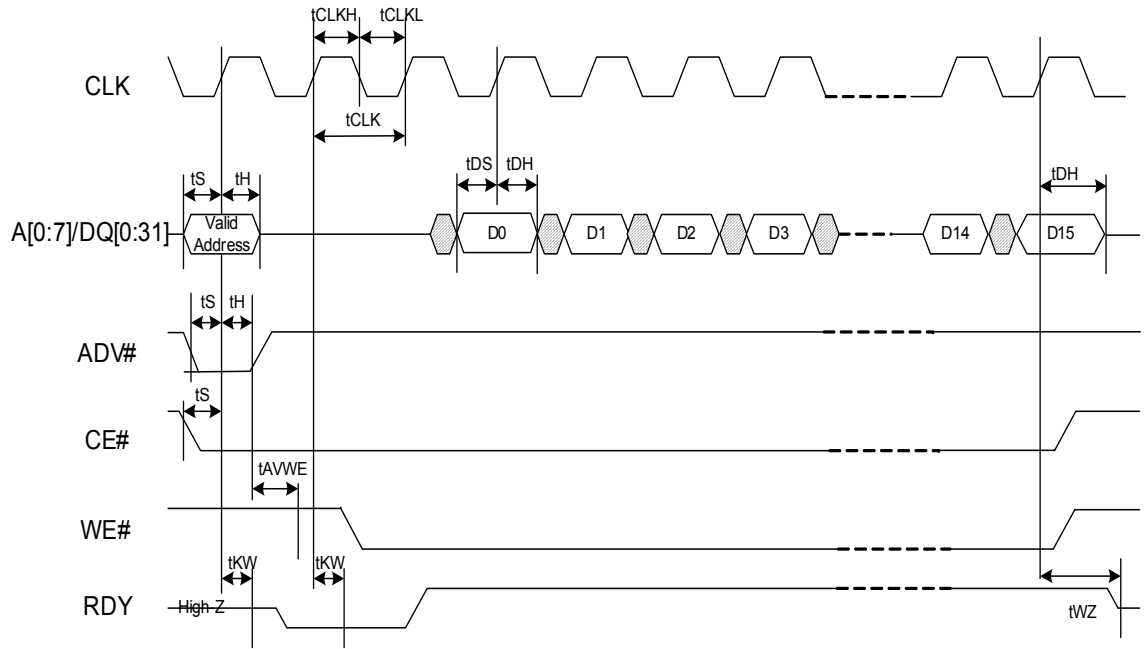 tCLKH tCLKL
CLK
tCLK
tDS tDH
tS tH
tDH
A[0:7]/DQ[0:31]
Valid
Address
D0 D1 D2 D3 D14 D15
tS tH
ADV#
tS
CE#
tAVWE
WE#
tKW tKW
RDY
High-Z
tWZ